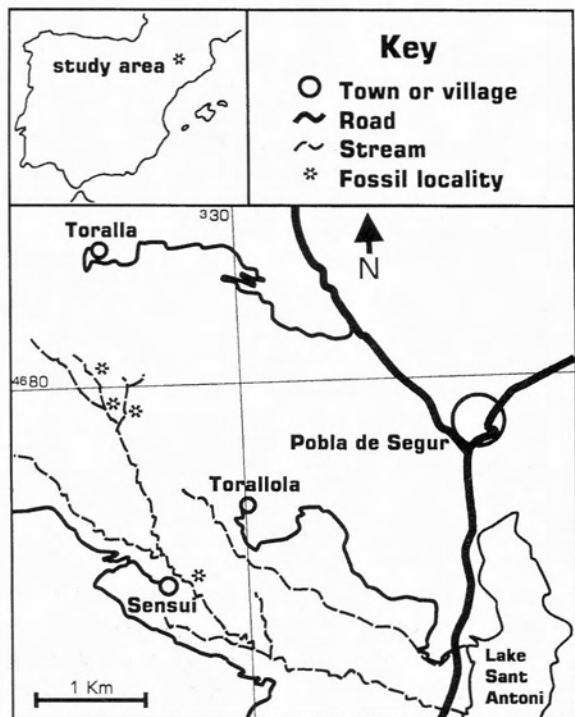 study area
Key
Town or village
Road
Stream
Fossil locality
330
Toralla
N
4680
Pobla de Segur
Torallola
Sensui
Lake
Sant
Antoni
1 Km